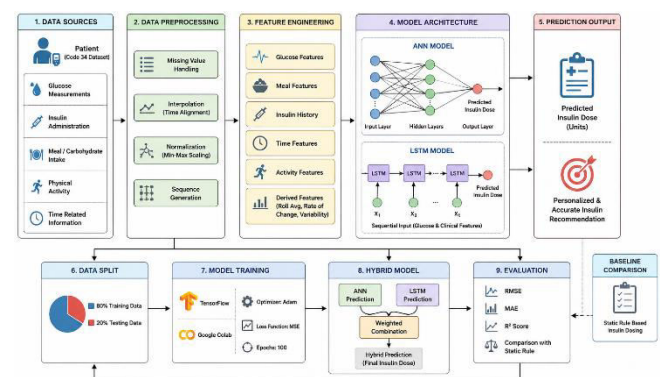 1. DATA SOURCES
Patient
(Code 34 Dataset)
Glucose
Measurements
Insulin
Administration
Meal / Carbohydrate
Intake
Physical
Activity
Time Related
Information
2. DATA PREPROCESSING
Missing Value
Handling
Interpolation
(Time Alignment)
Normalization
(Min-Max Scaling)
Sequence
Generation
3. FEATURE ENGINEERING
Glucose Features
Meal Features
Insulin History
Time Features
Activity Features
Derived Features
(Roll Avg, Rate of
Change, Variability)
4. MODEL ARCHITECTURE
ANN MODEL
Predicted
Insulin Dose
Input Layer
Hidden Layers
Output Layer
LSTM MODEL
LSTM
LSTM
LSTM
Predicted
Insulin Dose
X₁
X₂
...
Sequential Input (Glucose & Clinical Features)
5. PREDICTION OUTPUT
Predicted
Insulin Dose
(Units)
Personalized &
Accurate Insulin
Recommendation
6. DATA SPLIT
80% Training Data
20% Testing Data
7. MODEL TRAINING
TensorFlow
Google Colab
Optimizer: Adam
Loss Function: MSE
8. HYBRID MODEL
ANN
Prediction
LSTM
Prediction
Weighted
Combination
Hybrid Prediction
(Final Insulin Dose)
9. EVALUATION
RMSE
MAE
R² Score
Comparison with
Static Rule
BASELINE
COMPARISON
Static Rule Based
Insulin Dosing